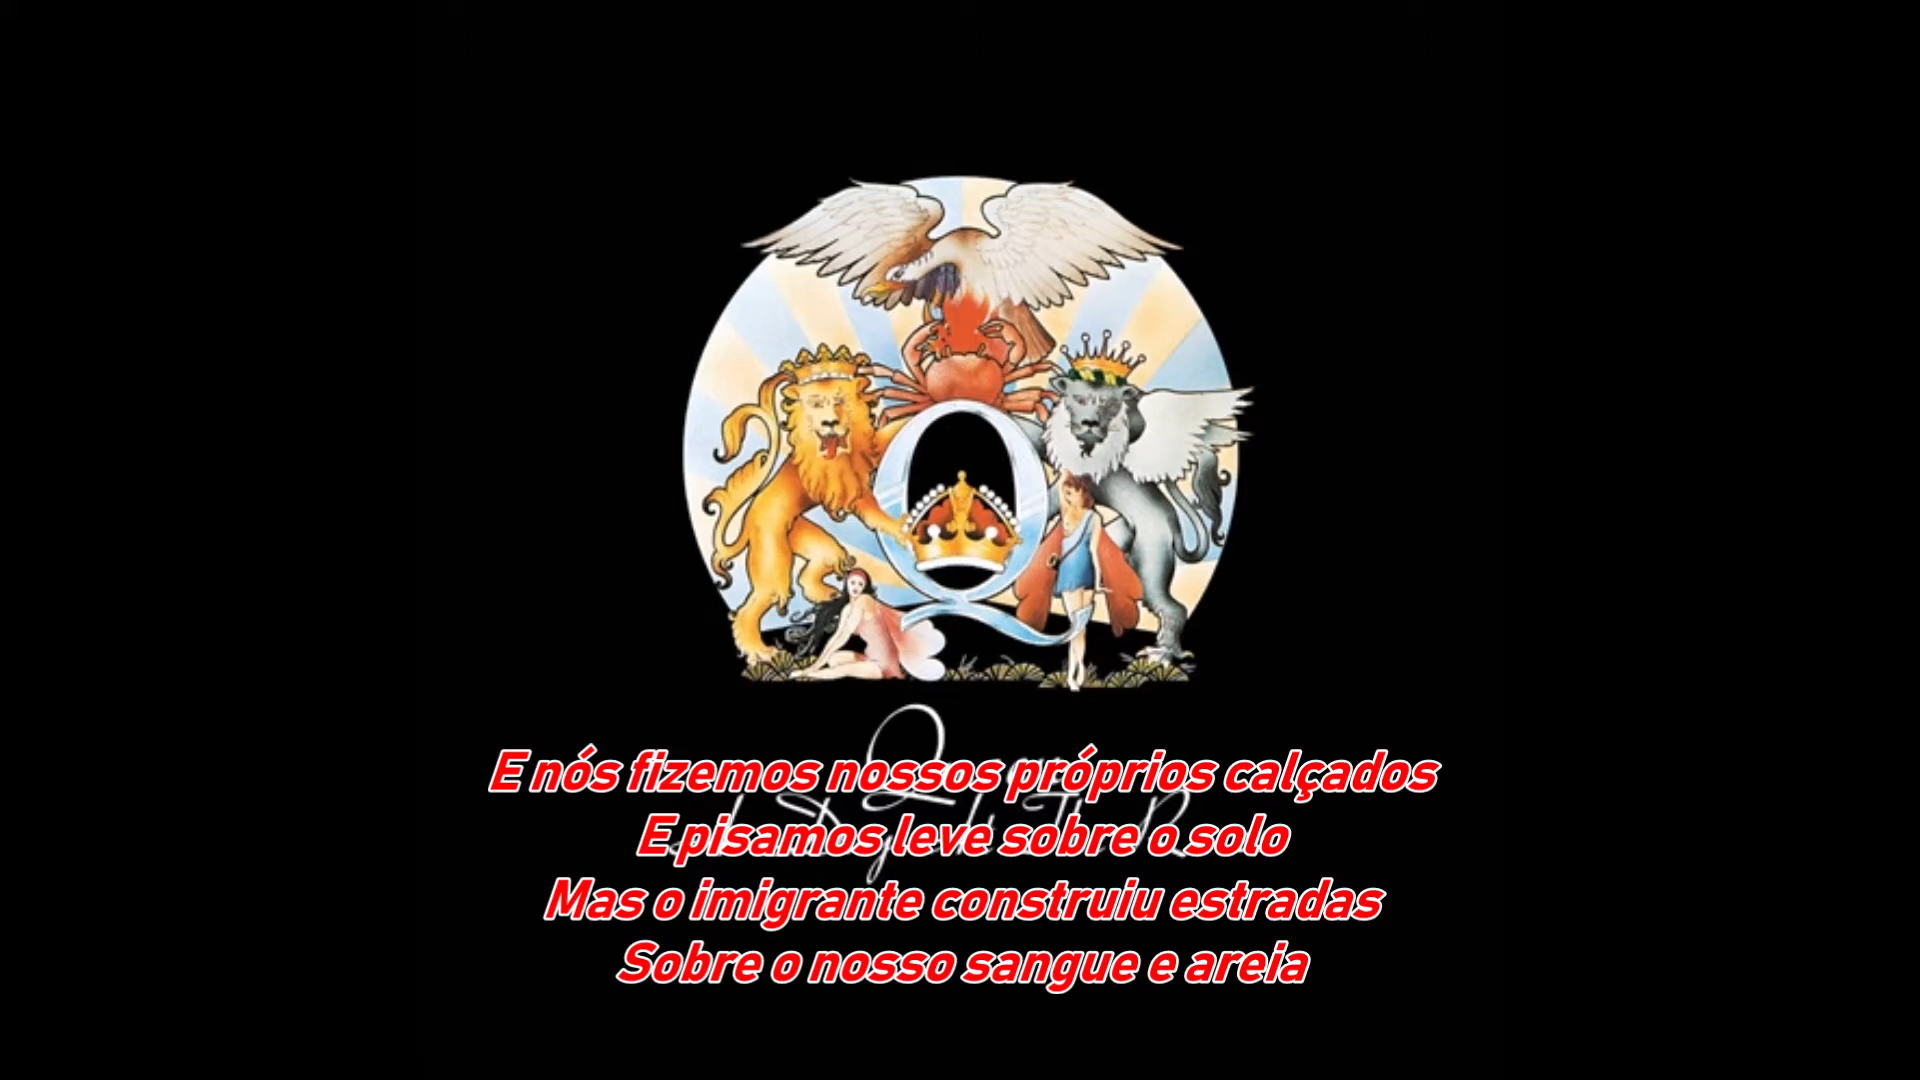 Q
E nós fizemos nossos próprios calçados
E pisamos leve sobre o solo
Mas o imigrante construiu estradas
Sobre o nosso sangue e areia